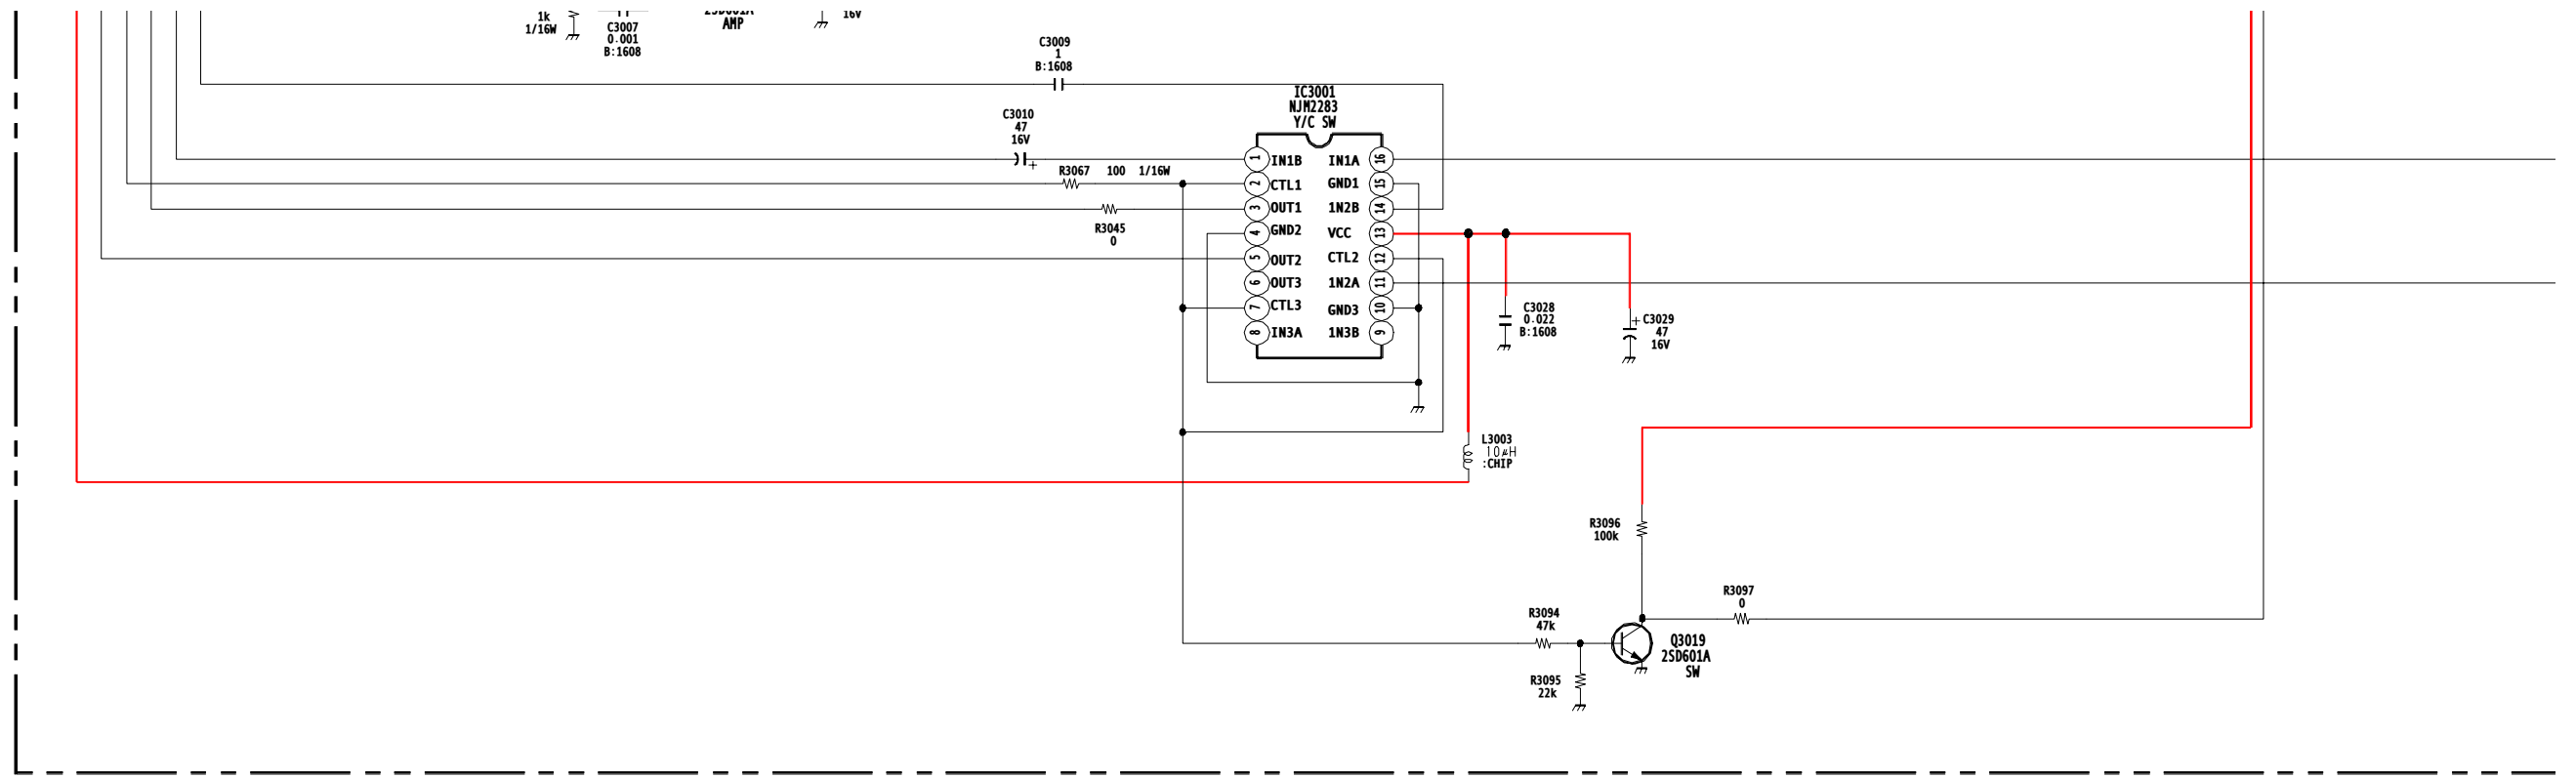 1k
1/16W
C3007
0.001
B:1608
2SD601A
AMP
16V
C3009
1
B:1608
IC3001
NJM2283
Y/C SW
C3010
47
16V
R3067 100 1/16W
R3045
0
1 IN1B IN1A 16
2 CTL1 GND1 15
3 OUT1 1N2B 14
4 GND2 VCC 13
5 OUT2 CTL2 12
6 OUT3 1N2A 11
7 CTL3 GND3 10
8 IN3A 1N3B 9
+
C3028
0.022
B:1608
+ C3029
47
16V
L3003
10µH
:CHIP
R3096
100k
R3097
0
R3094
47k
Q3019
2SD601A
SW
R3095
22k